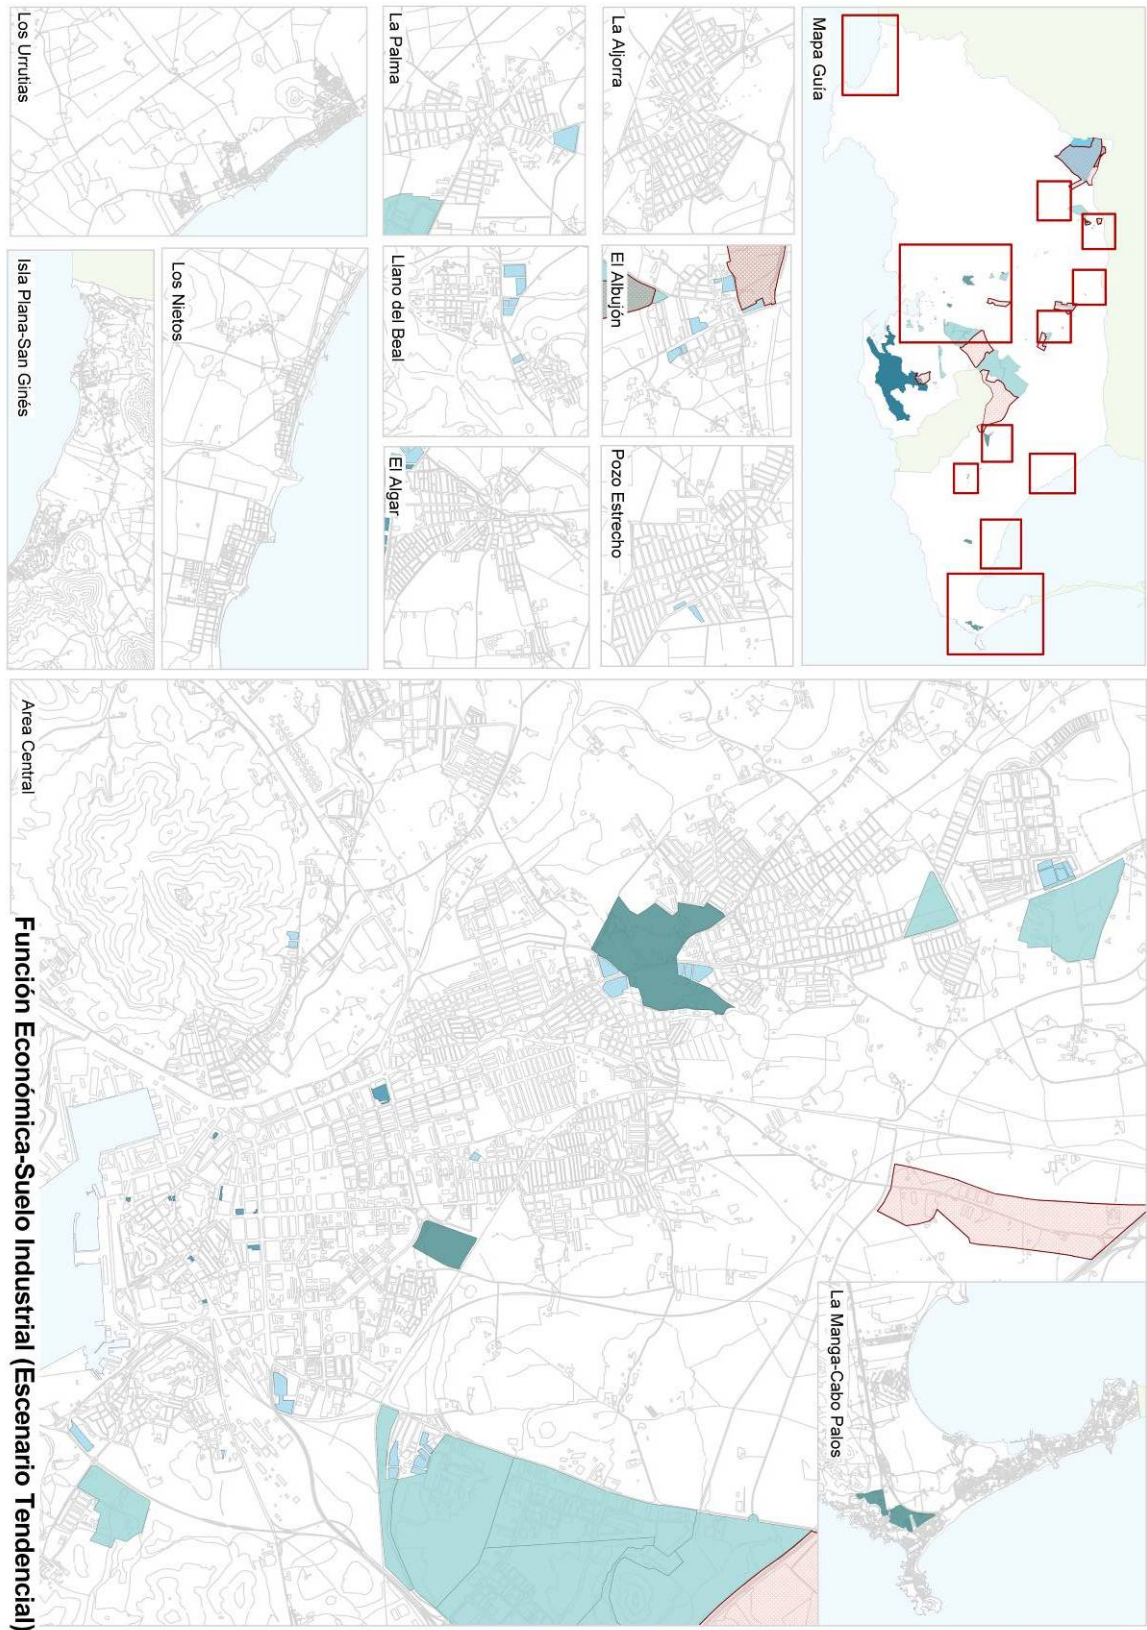 Mapa Guía
La Aljorra
La Palma
Los Urrutias
El Albujón
Llano del Beal
Los Nietos
Isla Plana-San Ginés
Pozo Estrecho
El Algar
Area Central
La Manga-Cabo Palos
Función Económica-Suelo Industrial (Escenario Tendencial)